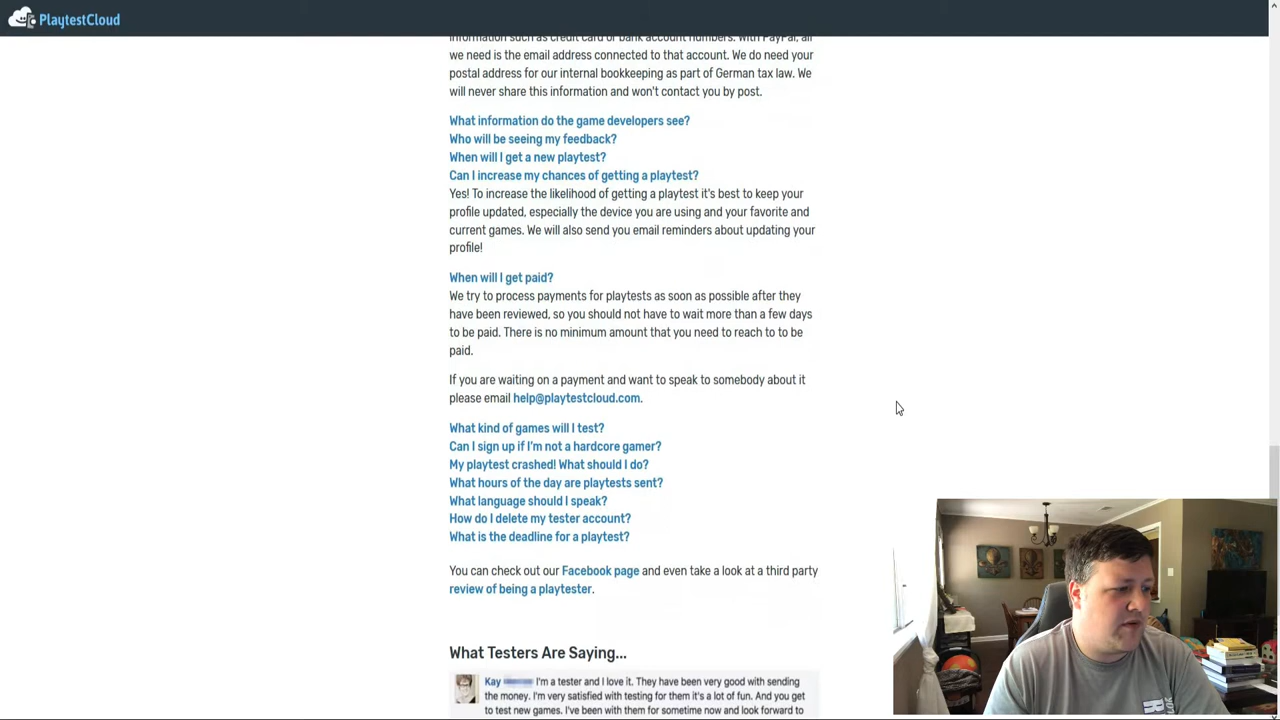 PlaytestCloud
information such as credit card or bank account numbers. With PayPal, all
we need is the email address connected to that account. We do need your
postal address for our internal bookkeeping as part of German tax law. We
will never share this information and won't contact you by post.
What information do the game developers see?
Who will be seeing my feedback?
When will I get a new playtest?
Can I increase my chances of getting a playtest?
Yes! To increase the likelihood of getting a playtest it's best to keep your
profile updated, especially the device you are using and your favorite and
current games. We will also send you email reminders about updating your
profile!
When will I get paid?
We try to process payments for playtests as soon as possible after they
have been reviewed, so you should not have to wait more than a few days
to be paid. There is no minimum amount that you need to reach to to be
paid.
If you are waiting on a payment and want to speak to somebody about it
please email help@playtestcloud.com.
What kind of games will I test?
Can I sign up if I'm not a hardcore gamer?
My playtest crashed! What should I do?
What hours of the day are playtests sent?
What language should I speak?
How do I delete my tester account?
What is the deadline for a playtest?
You can check out our Facebook page and even take a look at a third party
review of being a playtester.
What Testers Are Saying...
Kay I'm a tester and I love it. They have been very good with sending
the money. I'm very satisfied with testing for them it's a lot of fun. And you get
to test new games. I've been with them for sometime now and look forward to